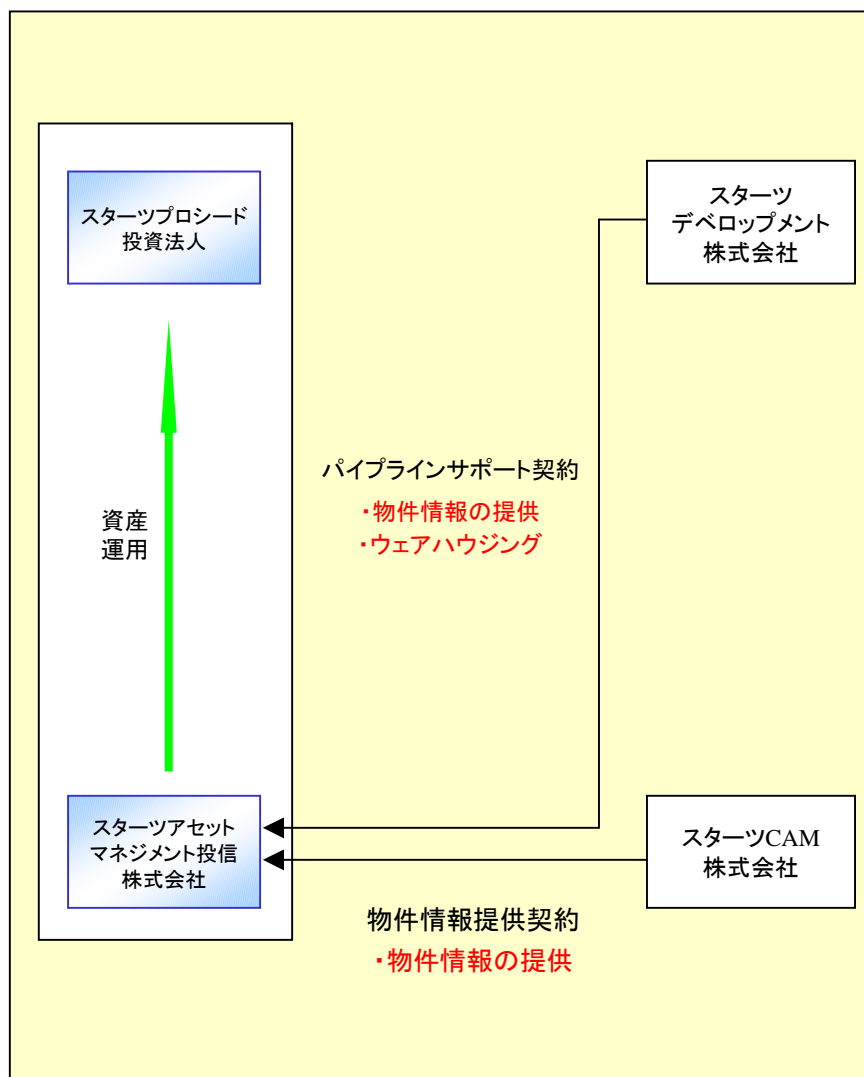 スターツプロシード
投資法人
スターツ
デベロップメント
株式会社
パイプラインサポート契約
・物件情報の提供
・ウェアハウジング
資産
運用
スターツアセット
マネジメント投信
株式会社
スターツCAM
株式会社
物件情報提供契約
・物件情報の提供